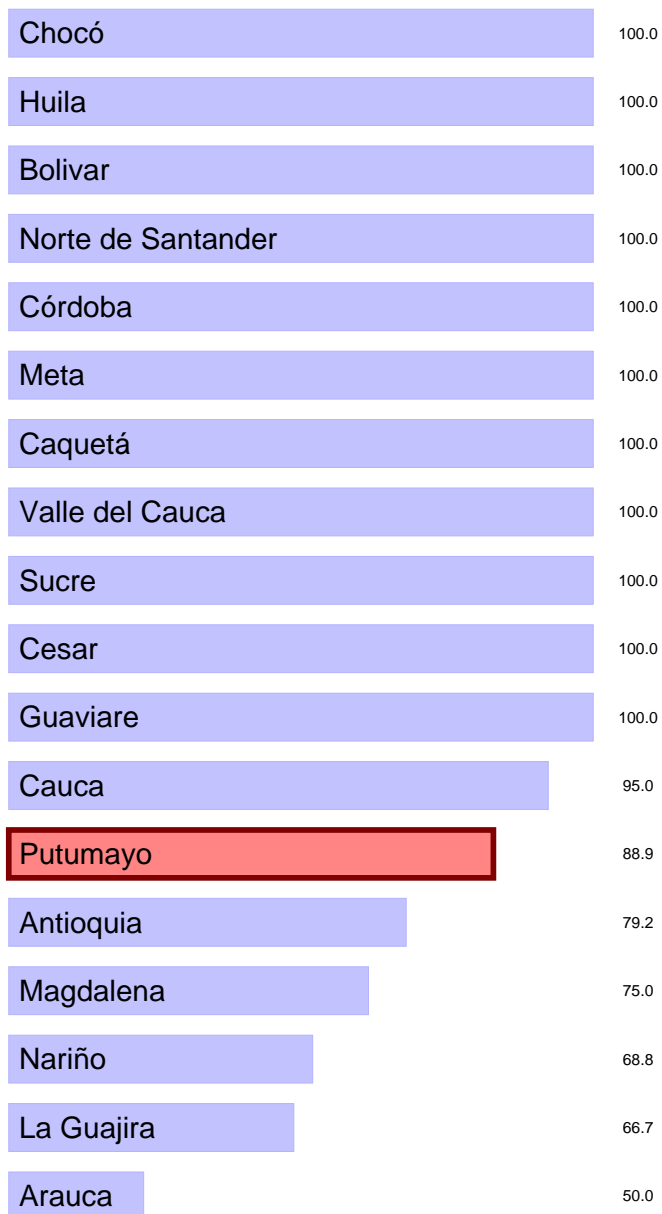 Chocó 100.0
Huila 100.0
Bolivar 100.0
Norte de Santander 100.0
Córdoba 100.0
Meta 100.0
Caquetá 100.0
Valle del Cauca 100.0
Sucre 100.0
Cesar 100.0
Guaviare 100.0
Cauca 95.0
Putumayo 88.9
Antioquia 79.2
Magdalena 75.0
Nariño 68.8
La Guajira 66.7
Arauca 50.0